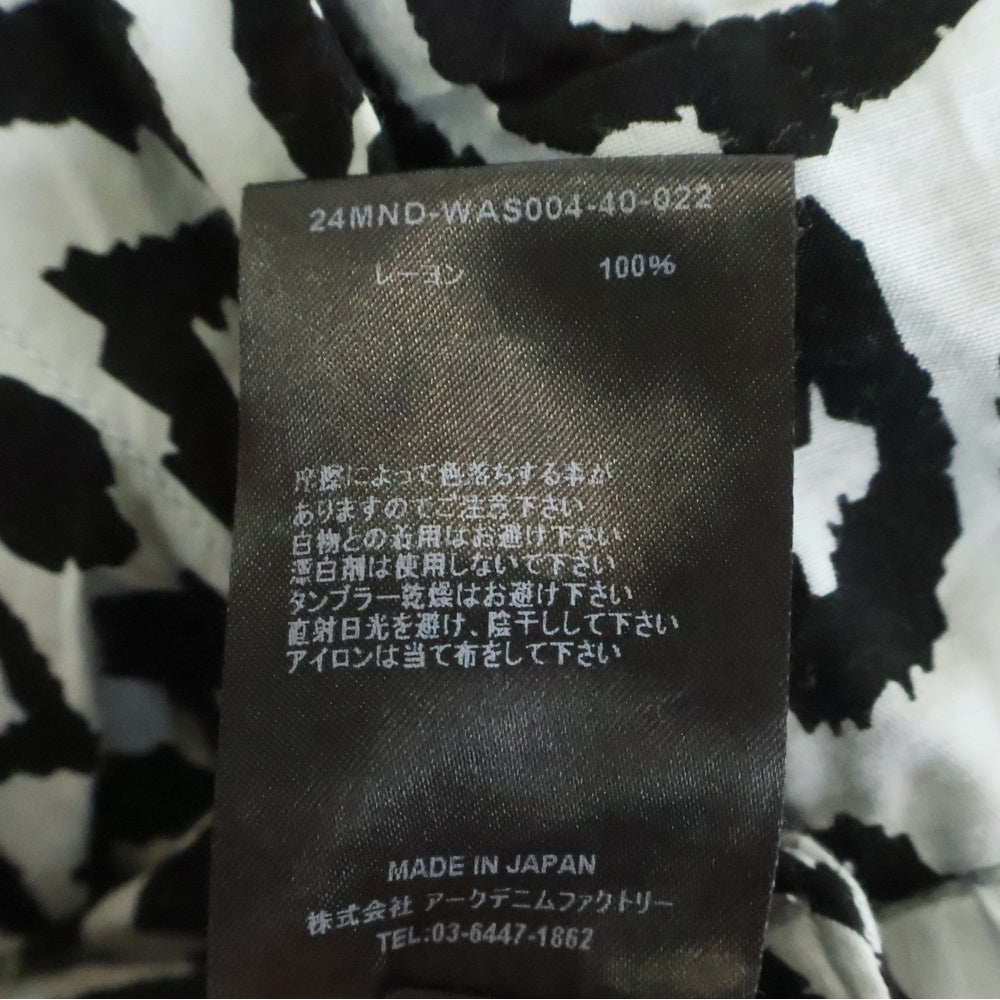 24MND-WAS004-40-022
レーヨン 100%
摩擦によって色落ちする事が
ありますのでご注意下さい
白物との着用はお避け下さい
漂白剤は使用しないで下さい
タンブラー乾燥はお避け下さい
直射日光を避け、陰干しして下さい
アイロンは当て布をして下さい
MADE IN JAPAN
株式会社 アークデニムファクトリー
TEL:03-6447-1862